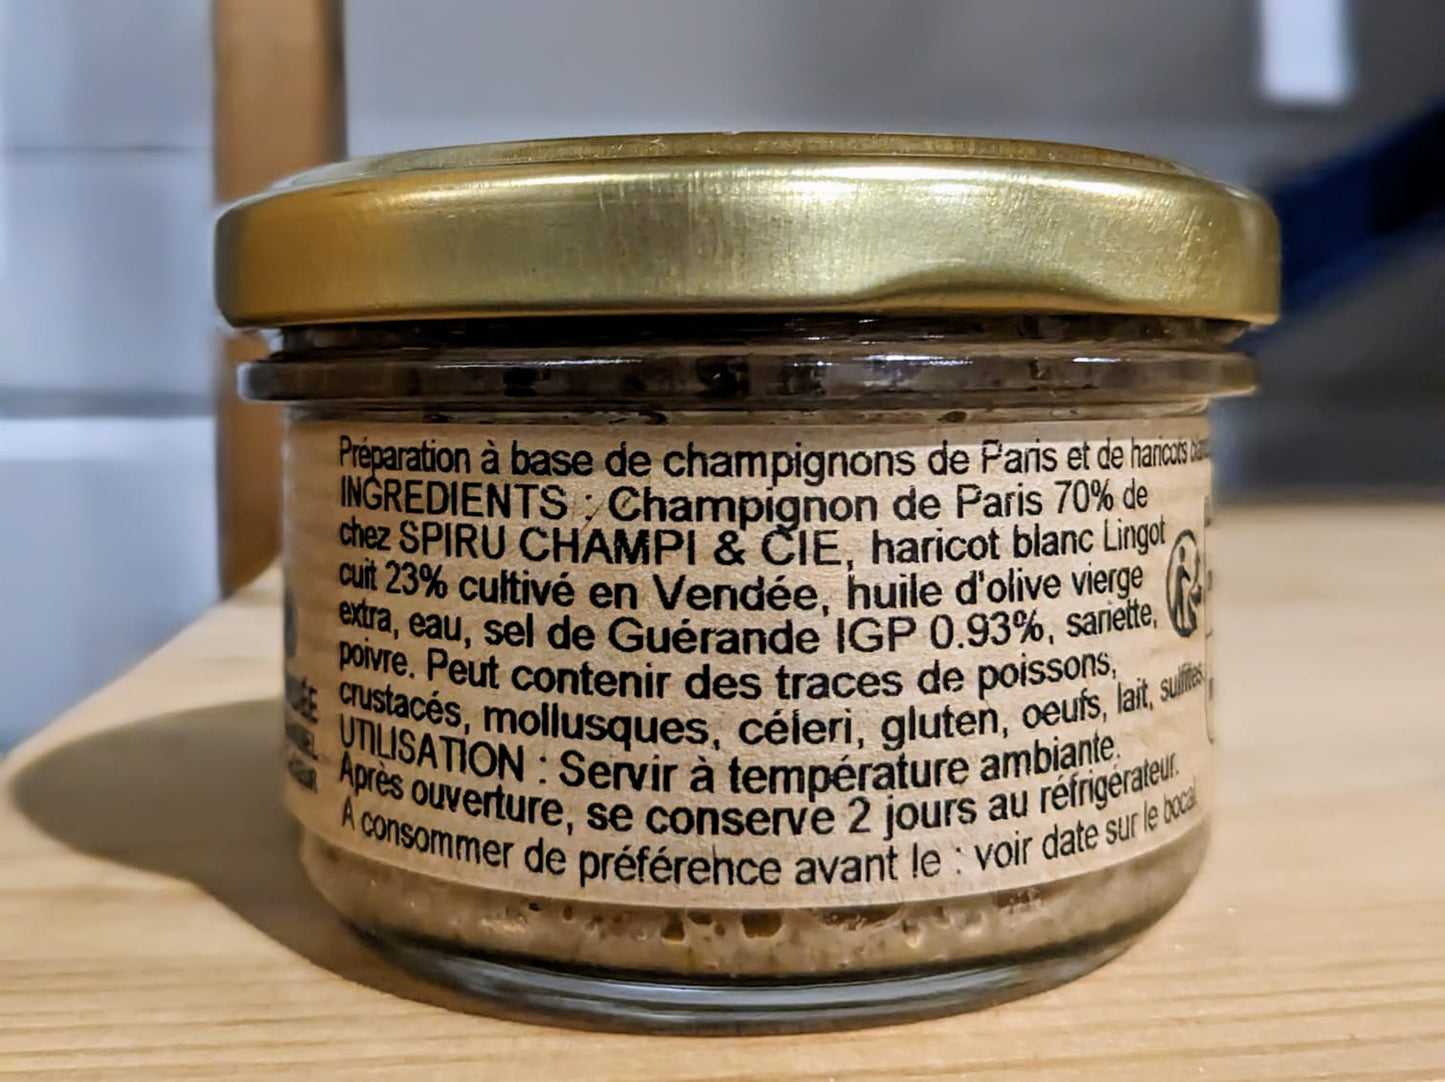 Préparation à base de champignons de Paris et de haricots
INGREDIENTS : Champignon de Paris 70% de
chez SPIRU CHAMPI & CIE, haricot blanc Lingot
cuit 23% cultivé en Vendée, huile d'olive vierge
extra, eau, sel de Guérande IGP 0.93%, sariette,
poivre. Peut contenir des traces de poissons,
crustacés, mollusques, céleri, gluten, oeufs, lait, sulfites
UTILISATION : Servir à température ambiante.
Après ouverture, se conserve 2 jours au réfrigérateur.
A consommer de préférence avant le : voir date sur le bocal